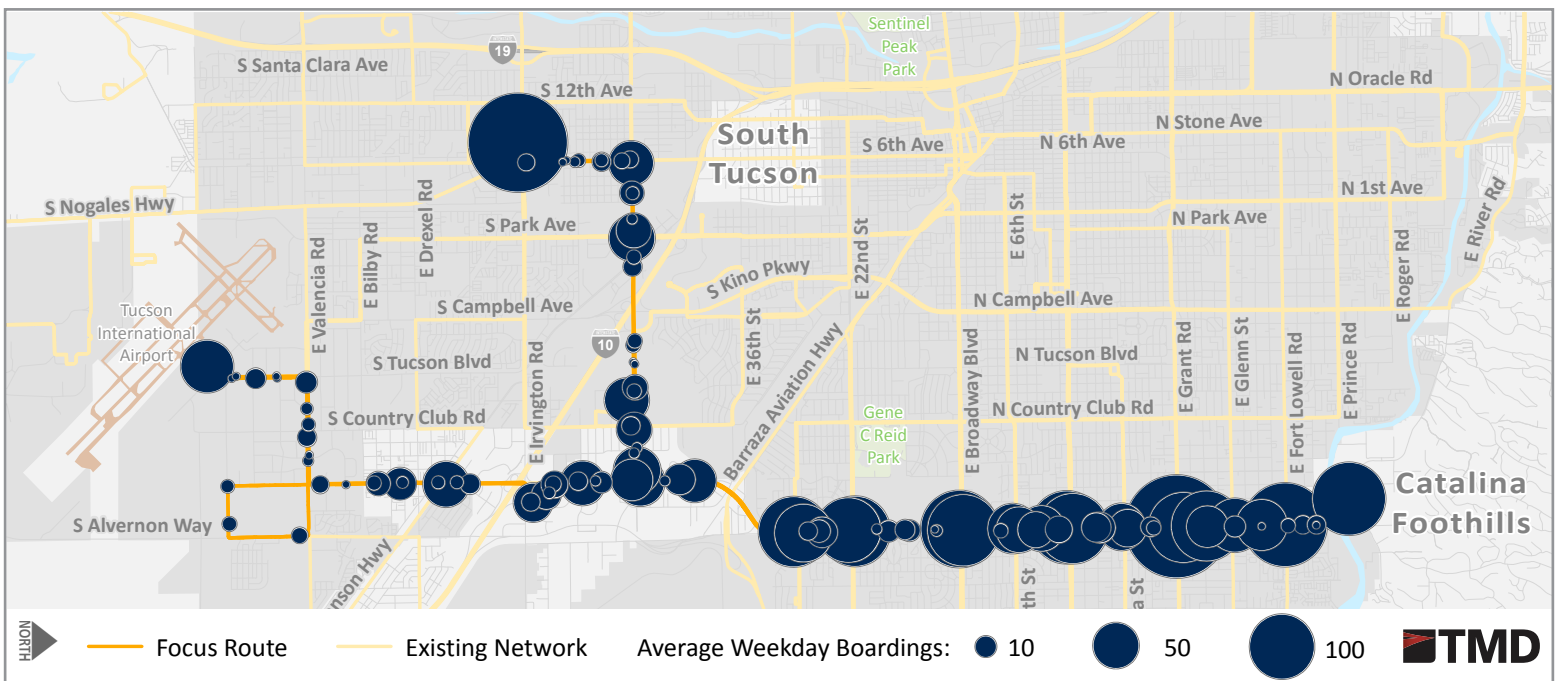 Sentinel
Peak
Park
19
S Santa Clara Ave
N Oracle Rd
S 12th Ave
South
Tucson
N Stone Ave
S 6th Ave
N 6th Ave
S Nogales Hwy
N 1st Ave
E Drexel Rd
S Park Ave
N Park Ave
E Bilby Rd
E Valencia Rd
E 22nd St
E 6th St
E Roger Rd
E River Rd
S Kino Pkwy
Tucson
International
Airport
S Campbell Ave
N Campbell Ave
10
E Irvington Rd
E 36th St
S Tucson Blvd
N Tucson Blvd
Barraza Aviation Hwy
E Broadway Blvd
E Grant Rd
E Glenn St
E Fort Lowell Rd
E Prince Rd
S Country Club Rd
N Country Club Rd
Gene
C Reid
Park
Catalina
Foothills
S Alvernon Way
nson Hwy
th St
a St
NORTH
Focus Route
Existing Network
Average Weekday Boardings:
10
50
100
TMD